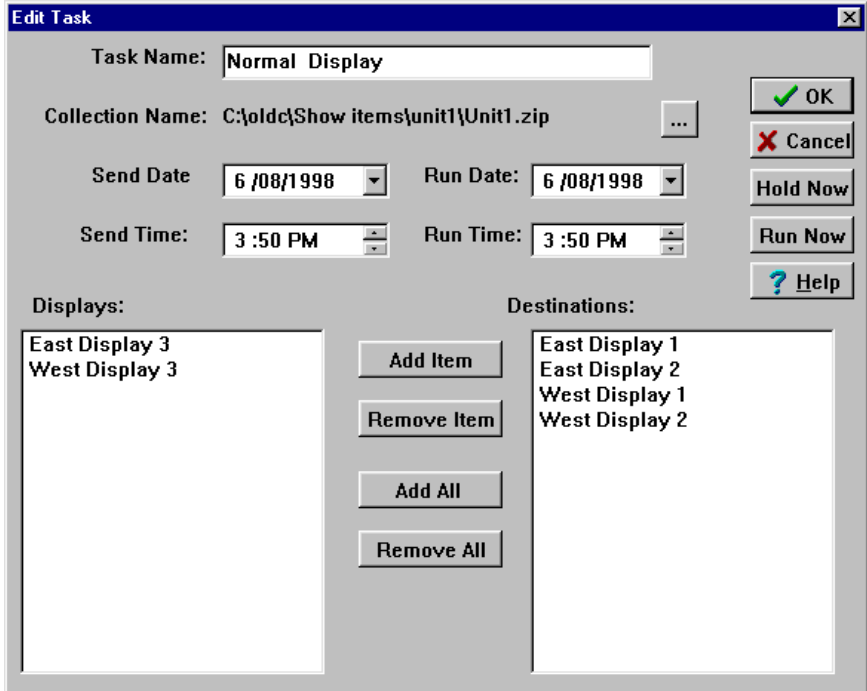 Edit Task
Task Name: Normal Display
Collection Name: C:\oldc\Show items\unit1\Unit1.zip ...
OK
Cancel
Send Date 6 /08/1998 Run Date: 6 /08/1998
Hold Now
Send Time: 3 :50 PM Run Time: 3 :50 PM
Run Now
Help
Displays:
East Display 3
West Display 3
Add Item
Remove Item
Add All
Remove All
Destinations:
East Display 1
East Display 2
West Display 1
West Display 2